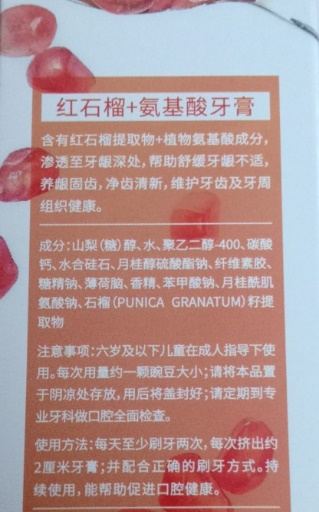 红石榴+氨基酸牙膏
含有红石榴提取物+植物氨基酸成分，
渗透至牙龈深处，帮助舒缓牙龈不适，
养龈固齿，净齿清新，维护牙齿及牙周
组织健康。
成分：山梨（糖）醇、水、聚乙二醇-400、碳酸
钙、水合硅石、月桂醇硫酸酯钠、纤维素胶、
糖精钠、薄荷脑、香精、苯甲酸钠、月桂酰肌
氨酸钠、石榴（PUNICA GRANATUM）籽提
取物
注意事项：六岁及以下儿童在成人指导下使
用。每次用量约一颗豌豆大小；请将本品置
于阴凉处存放，用后将盖封好；请定期到专
业牙科做口腔全面检查。
使用方法：每天至少刷牙两次，每次挤出约
2厘米牙膏；并配合正确的刷牙方式。持
续使用，能帮助促进口腔健康。